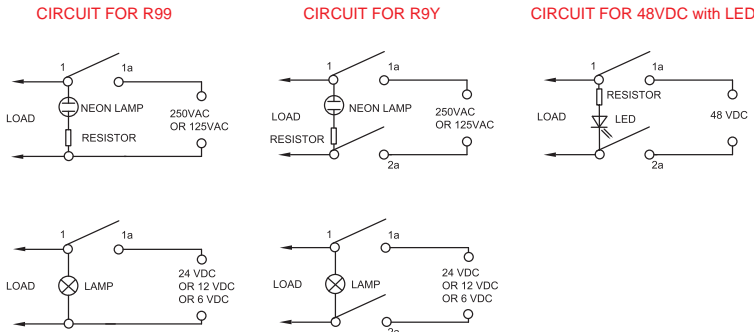 CIRCUIT FOR R99
1
1a
LOAD
NEON LAMP
RESISTOR
250VAC
OR 125VAC
CIRCUIT FOR R9Y
1
1a
LOAD
NEON LAMP
RESISTOR
2a
250VAC
OR 125VAC
CIRCUIT FOR 48VDC with LED
1
1a
RESISTOR
LOAD
LED
2a
48 VDC
1
1a
LOAD
LAMP
24 VDC
OR 12 VDC
OR 6 VDC
1
1a
LOAD
LAMP
24 VDC
OR 12 VDC
OR 6 VDC
2a